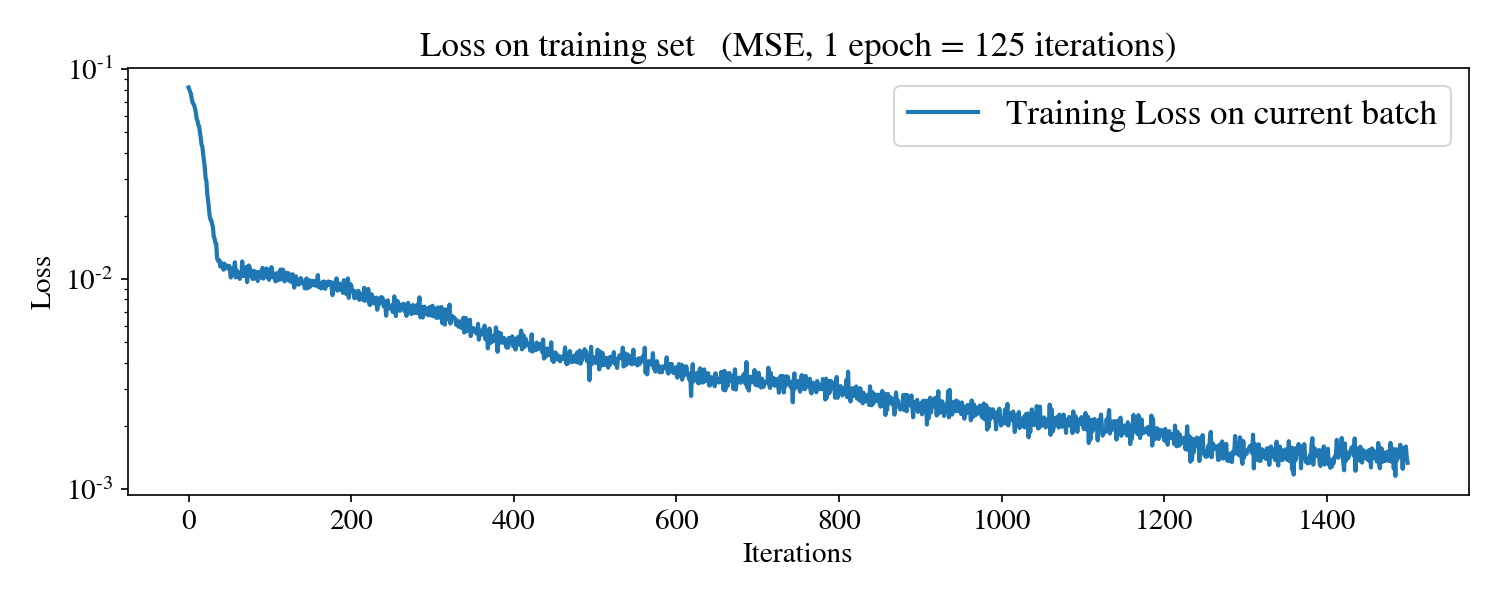 Loss on training set (MSE, 1 epoch = 125 iterations)
10-1
Training Loss on current batch
Loss
10-2
10-3
0 200 400 600 800 1000 1200 1400
Iterations